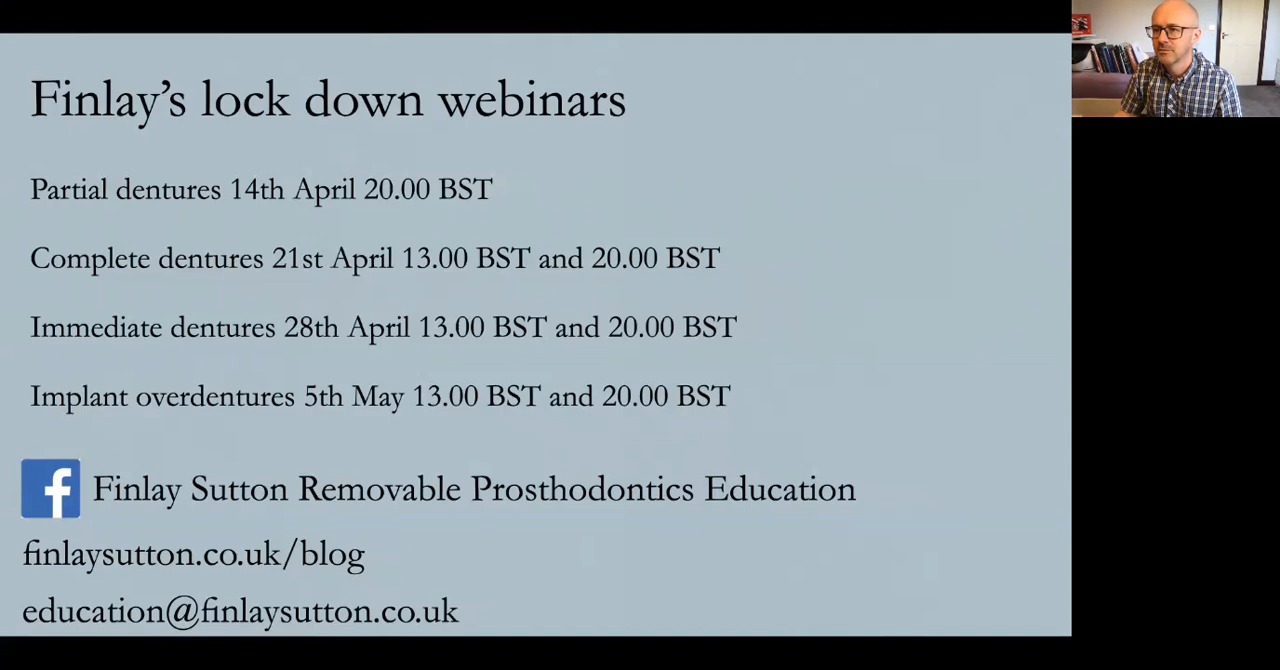 Finlay’s lock down webinars
Partial dentures 14th April 20.00 BST
Complete dentures 21st April 13.00 BST and 20.00 BST
Immediate dentures 28th April 13.00 BST and 20.00 BST
Implant overdentures 5th May 13.00 BST and 20.00 BST
f Finlay Sutton Removable Prosthodontics Education
finlaysutton.co.uk/blog
education@finlaysutton.co.uk